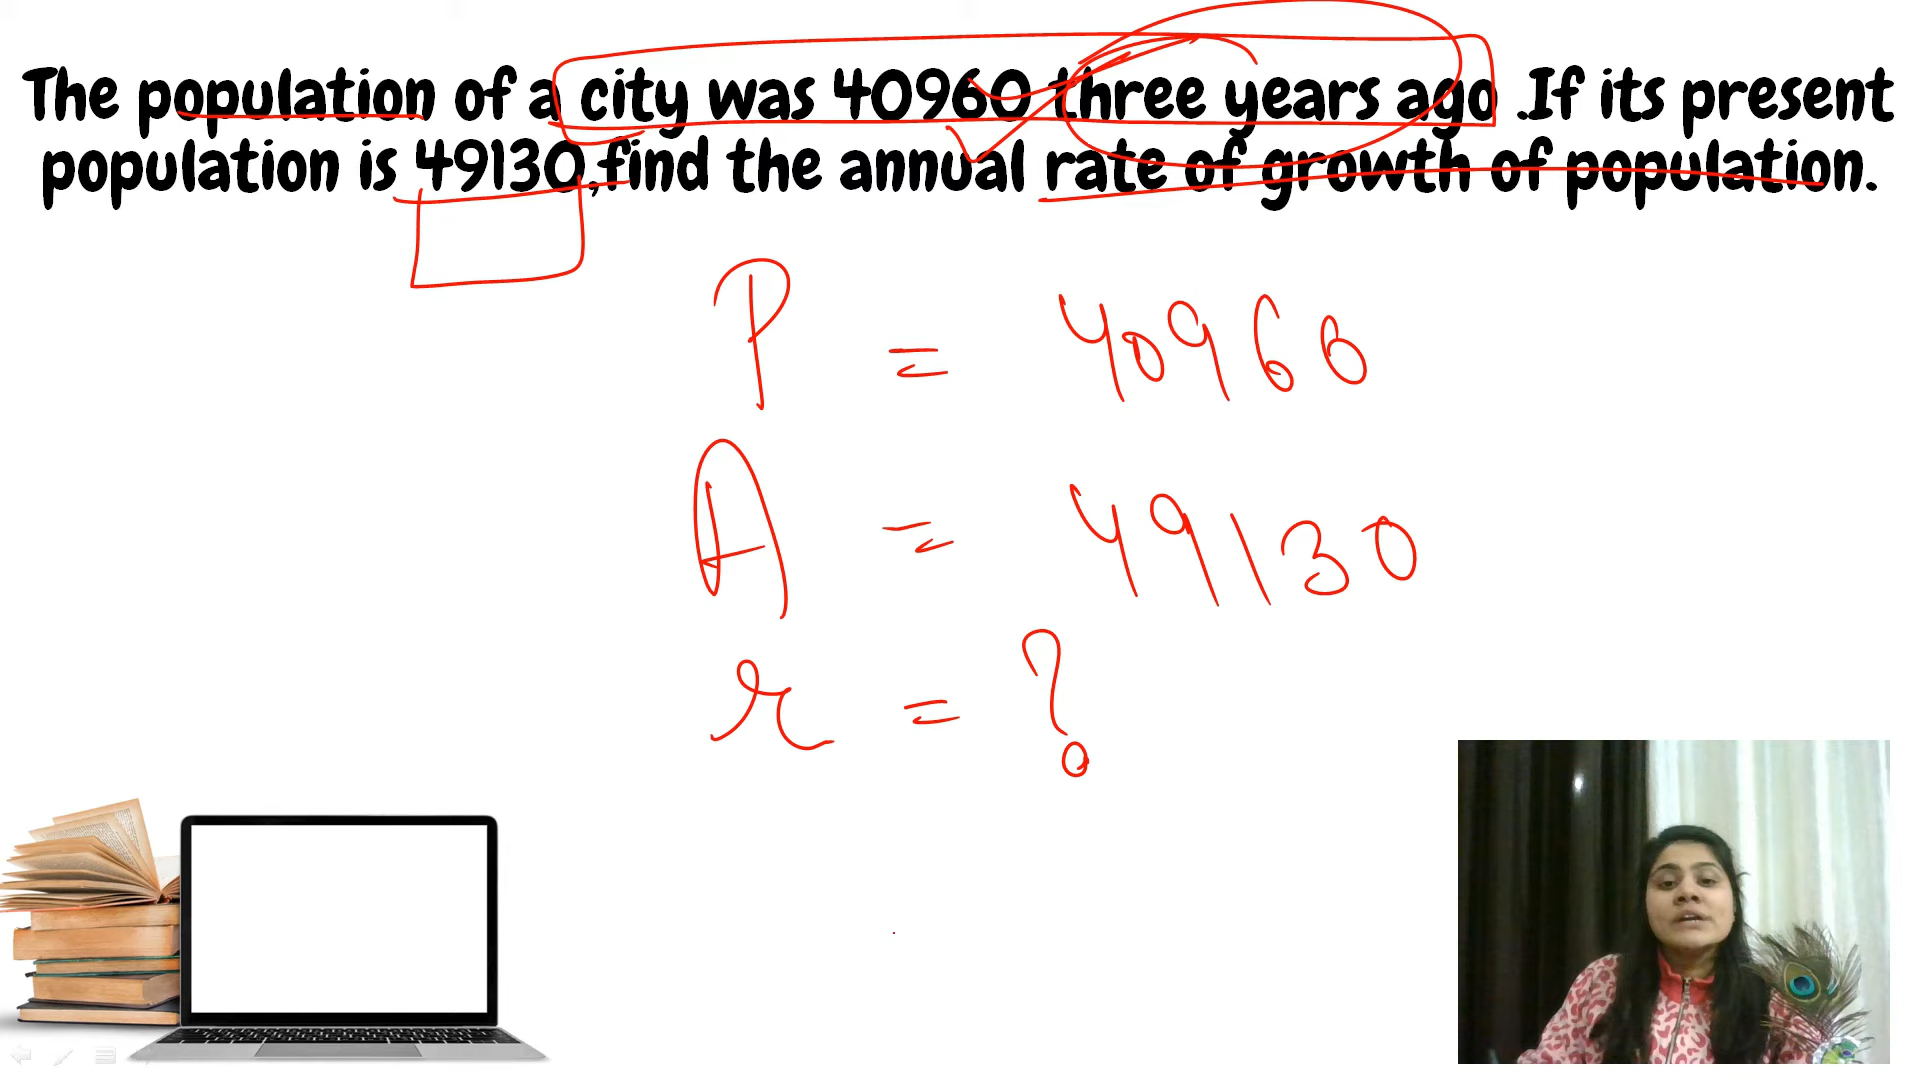 The population of a city was 40960 three years ago .If its present
population is 49130,find the annual rate of growth of population.
P = 40960
A = 49130
r = ?